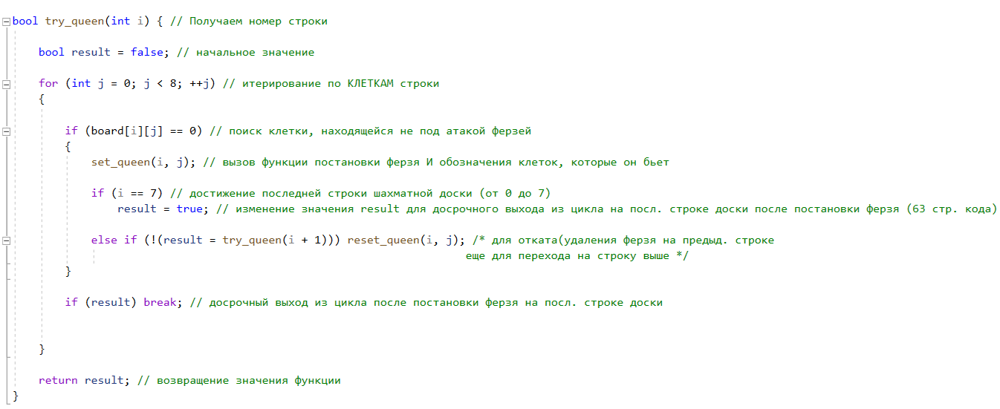 bool try_queen(int i) { // Получаем номер строки
bool result = false; // начальное значение
for (int j = 0; j < 8; ++j) // итерирование по КЛЕТКАМ строки
{
if (board[i][j] == 0) // поиск клетки, находящейся не под атакой ферзей
{
set_queen(i, j); // вызов функции постановки ферзя И обозначения клеток, которые он бьет
if (i == 7) // достижение последней строки шахматной доски (от 0 до 7)
result = true; // изменение значения result для досрочного выхода из цикла на посл. строке доски после постановки ферзя (63 стр. кода)
else if (!(result = try_queen(i + 1))) reset_queen(i, j); /* для отката(удаления ферзя на предыд. строке
еще для перехода на строку выше */
}
if (result) break; // досрочный выход из цикла после постановки ферзя на посл. строке доски
}
return result; // возвращение значения функции
}